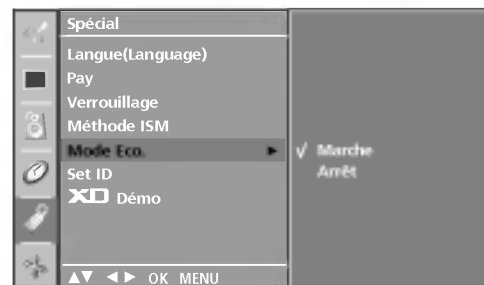 Spécial
Langue(Language)
Pay
Verrouillage
Méthode ISM
Mode Eco. ► √ Marche
Arrêt
Set ID
XD Démo
▲▼ ◄► OK MENU